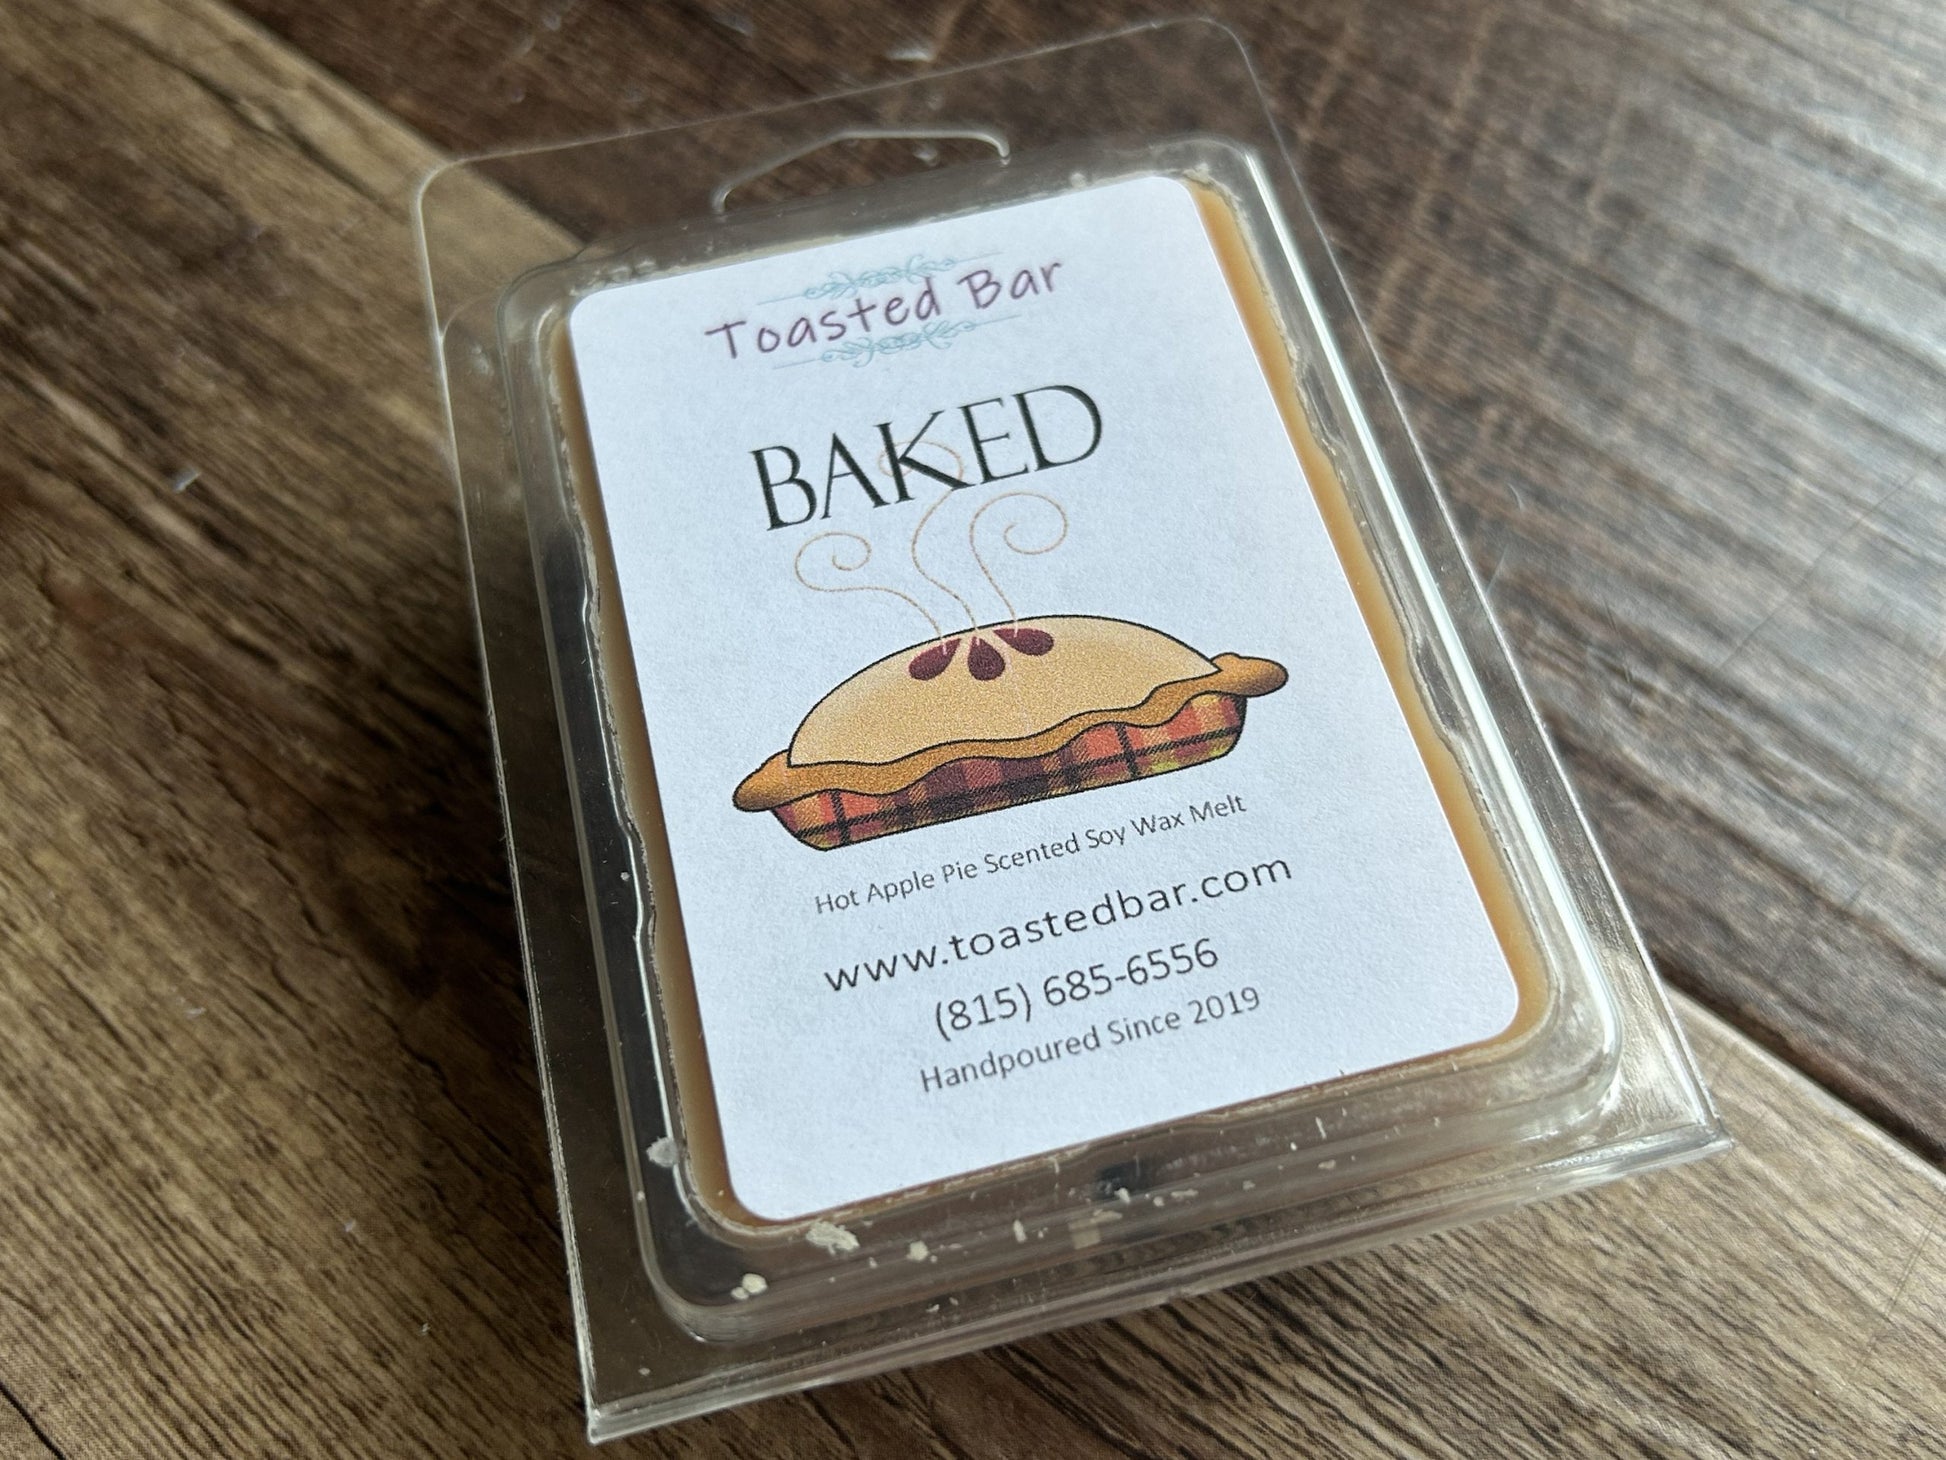 Toasted Bar
BAKED
Hot Apple Pie Scented Soy Wax Melt
www.toastedbar.com
(815) 685-6556
Handpoured Since 2019